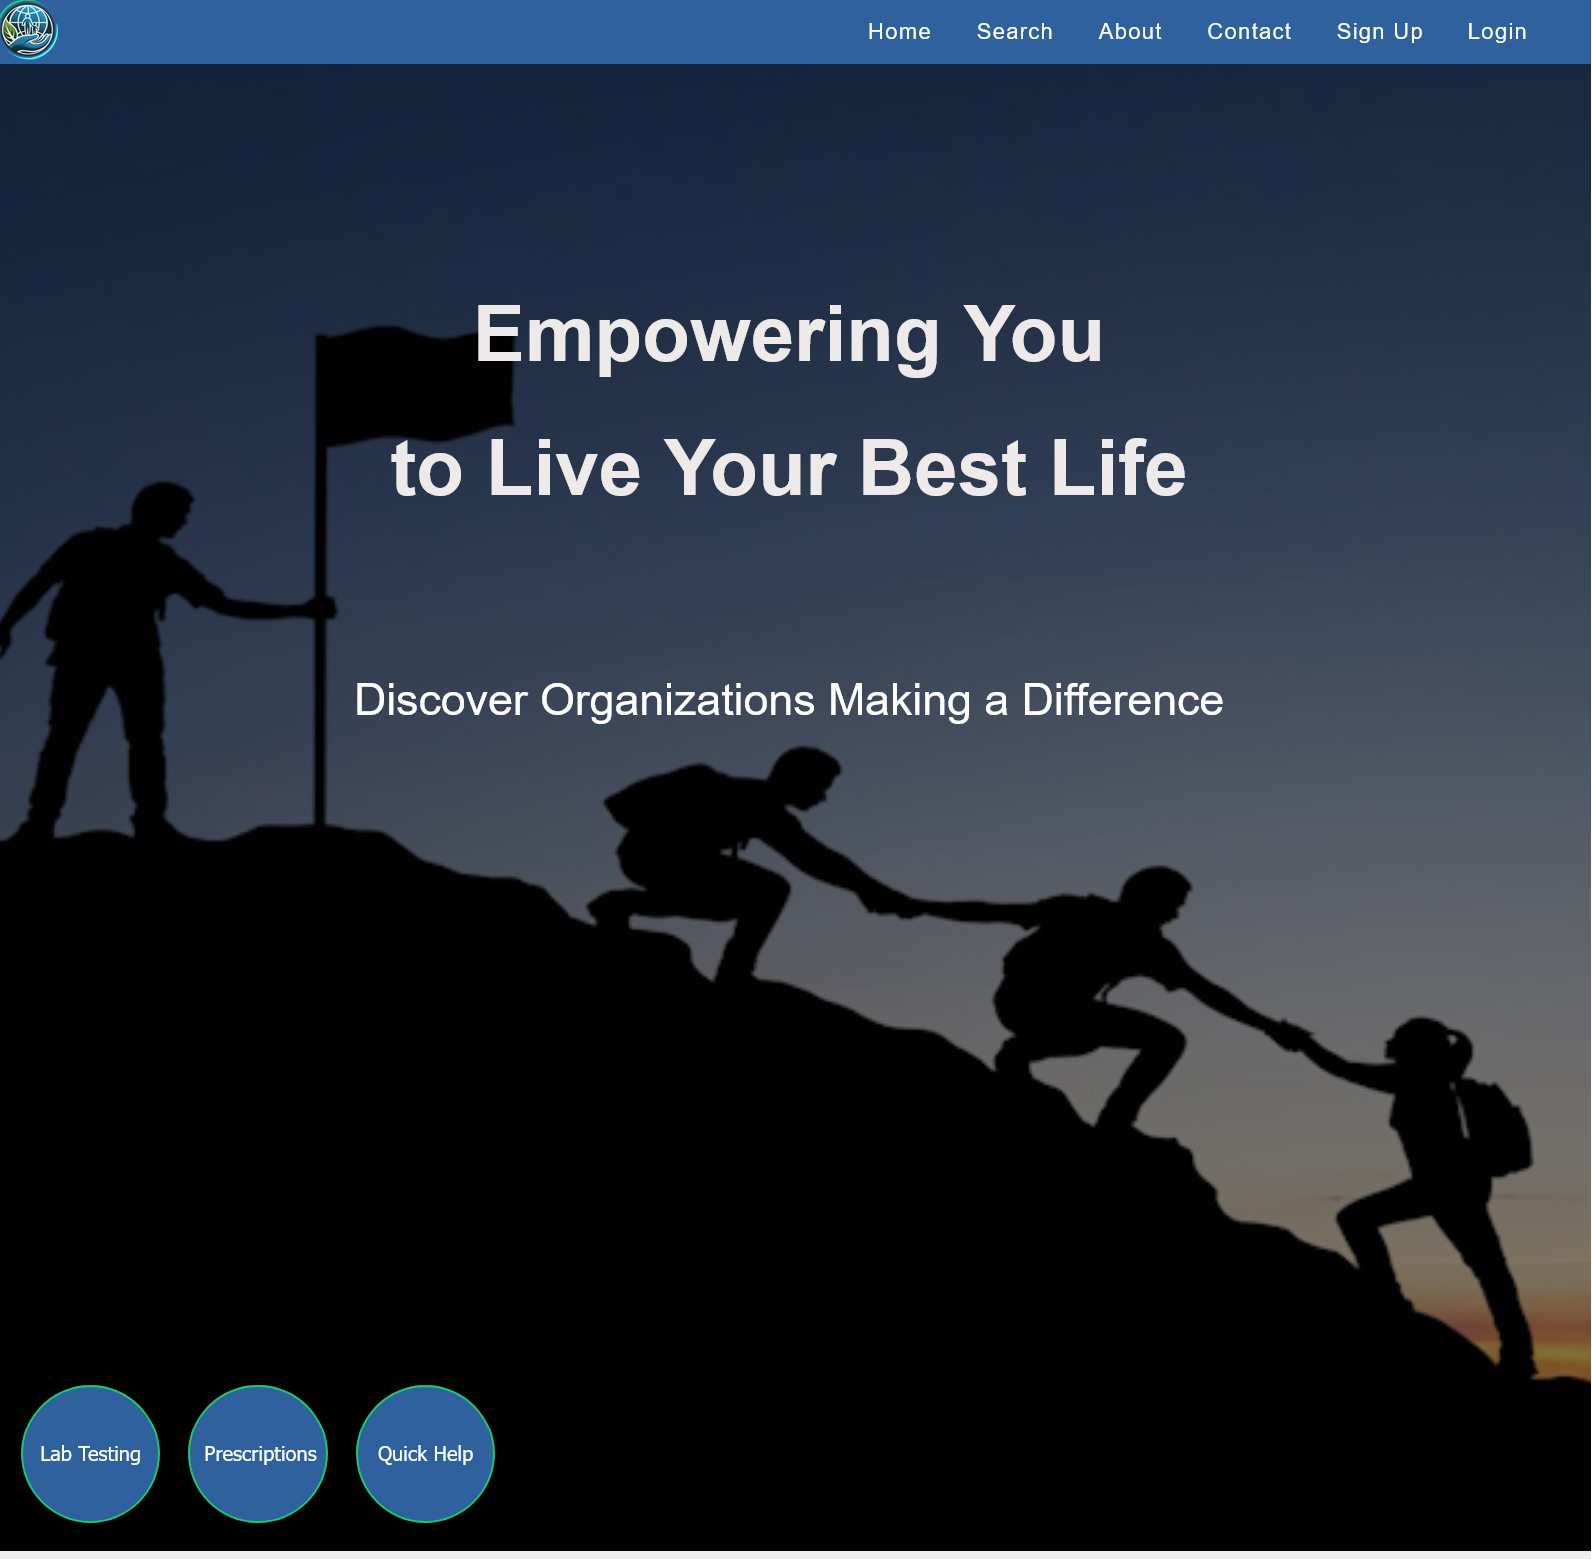 Home Search About Contact Sign Up Login
Empowering You
to Live Your Best Life
Discover Organizations Making a Difference
Lab Testing Prescriptions Quick Help